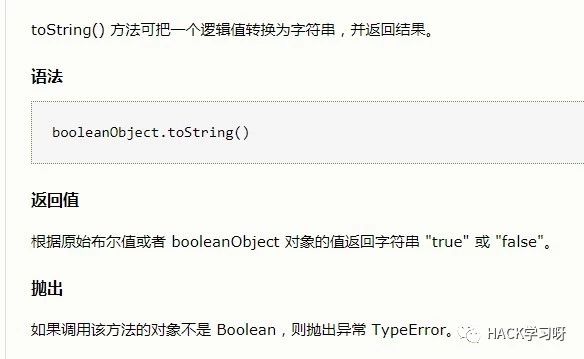 toString() 方法可把一个逻辑值转换为字符串，并返回结果。
语法
booleanObject.toString()
返回值
根据原始布尔值或者 booleanObject 对象的值返回字符串 "true" 或 "false"。
抛出
如果调用该方法的对象不是 Boolean，则抛出异常 TypeError。
HACK学习呀